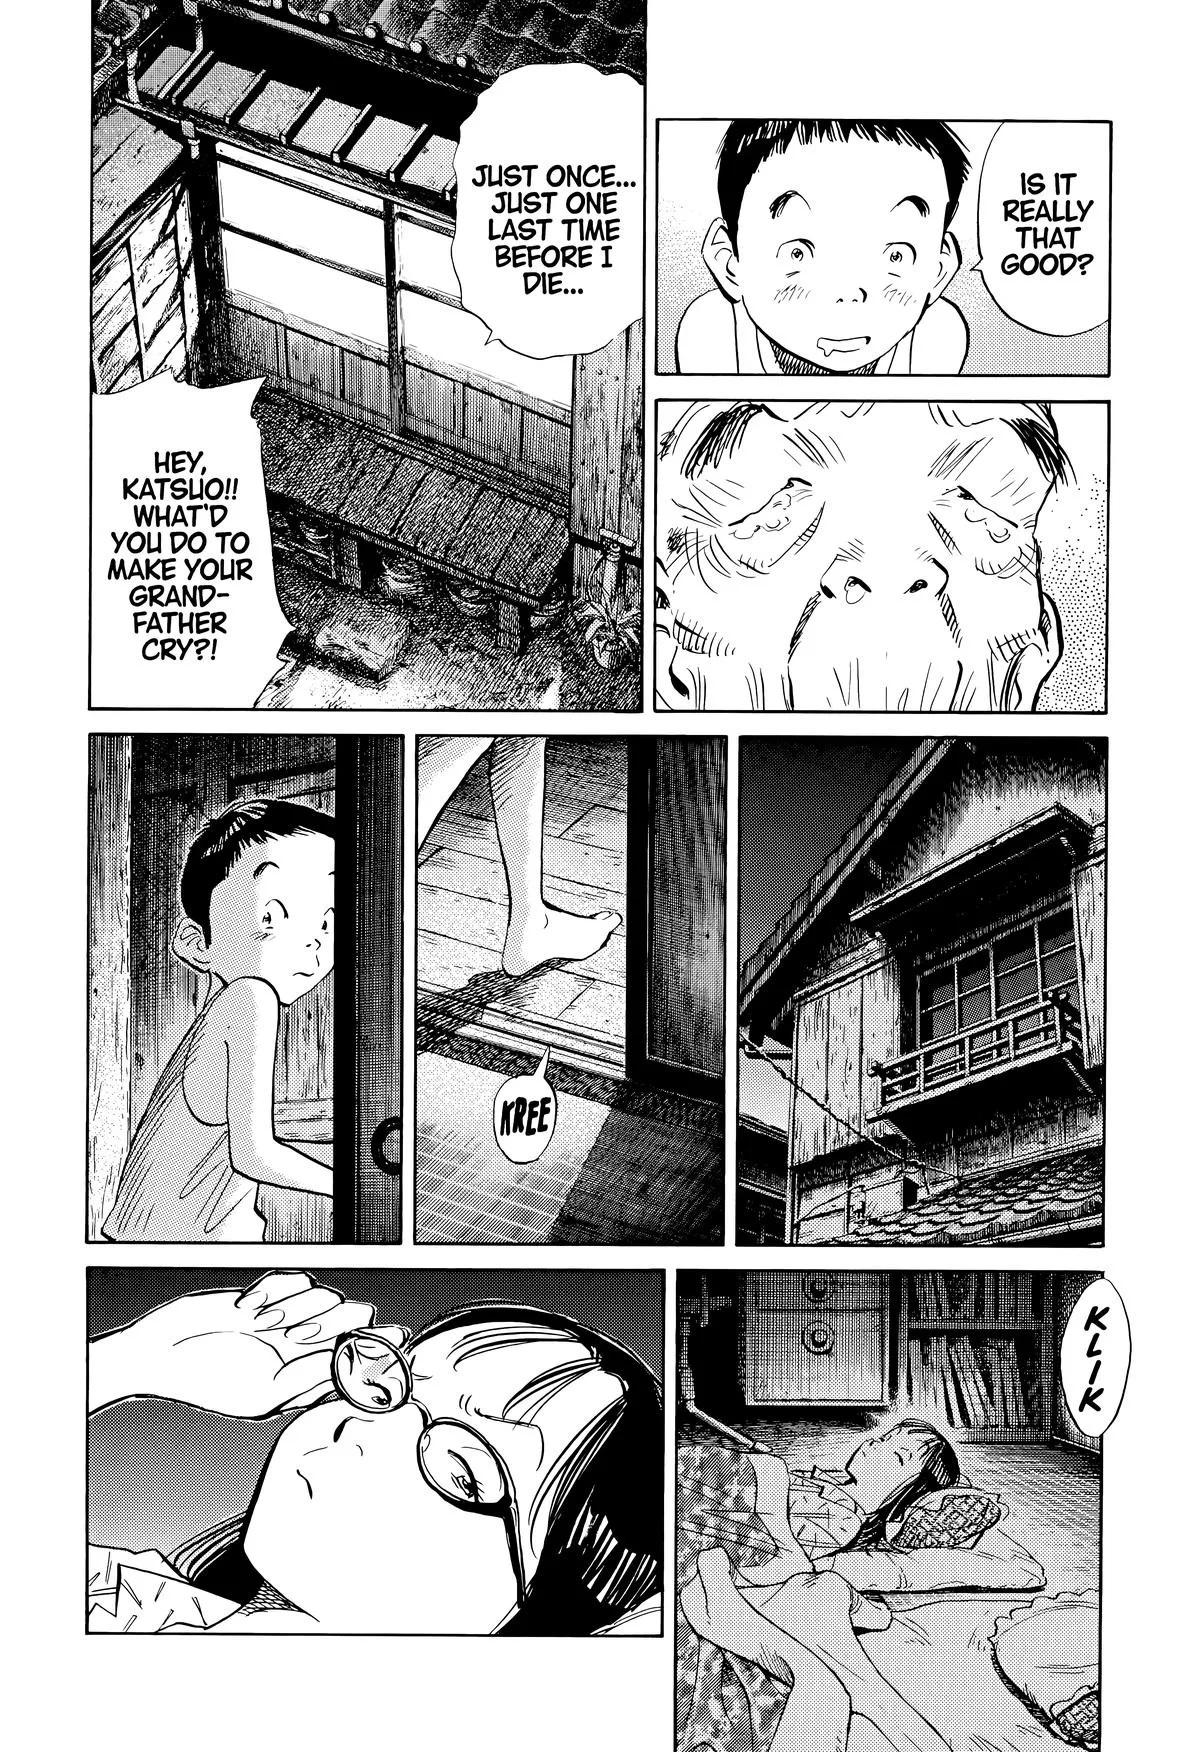 IS IT
REALLY
THAT
GOOD?
JUST ONCE...
JUST ONE
LAST TIME
BEFORE I
DIE...
HEY,
KATSUO!!
WHAT'D
YOU DO TO
MAKE YOUR
GRAND-
FATHER
CRY?!
KREE
KLIK